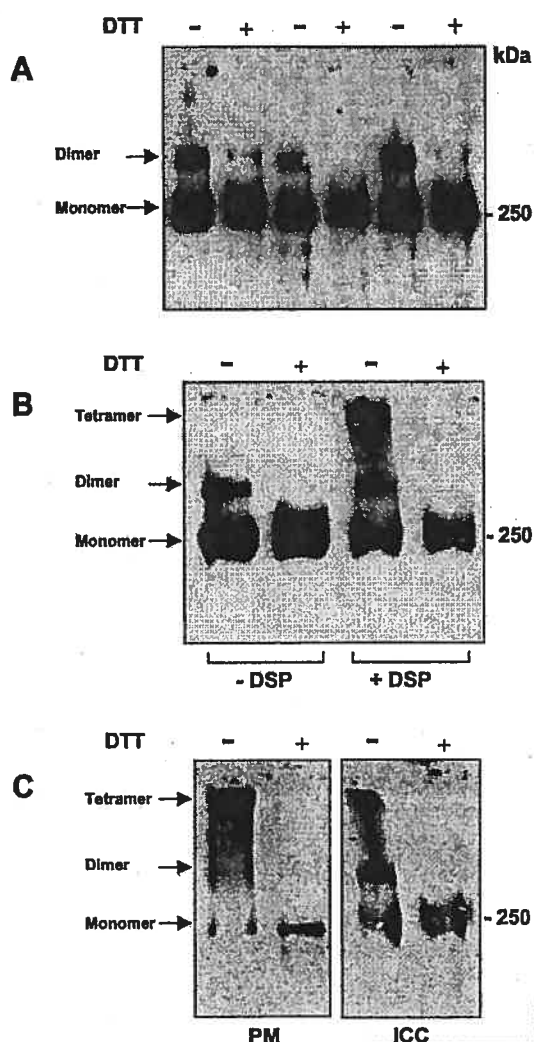 DTT - + - + - +
A
kDa
Dimer
Monomer
- 250
DTT - + - +
B
Tetramer
Dimer
Monomer
- 250
- DSP + DSP
DTT - + - +
C
Tetramer
Dimer
Monomer
- 250
PM ICC